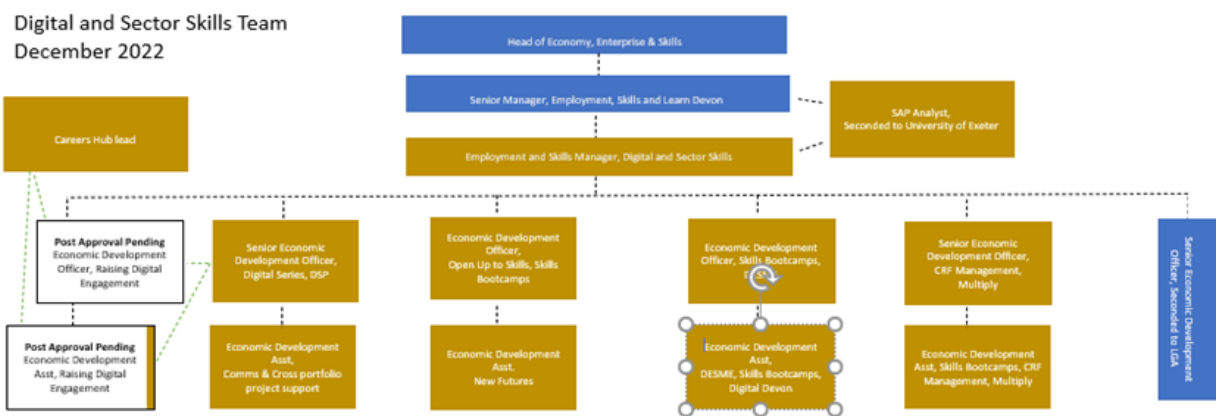 Digital and Sector Skills Team
December 2022
Head of Economy, Enterprise & Skills
Senior Manager, Employment, Skills and Learn Devon
SAP Analyst,
Seconded to University of Exeter
Careers Hub lead
Employment and Skills Manager, Digital and Sector Skills
Post Approval Pending
Economic Development
Officer, Raising Digital
Engagement
Senior Economic
Development Officer,
Digital Series, DSP
Economic Development
Officer,
Open Up to Skills, Skills
Bootcamps
Economic Development
Officer, Skills Bootcamps,
Senior Economic
Development Officer,
CRF Management,
Multiply
Senior Economic Development
Officer, Seconded to LGA
Post Approval Pending
Economic Development
Asst, Raising Digital
Engagement
Economic Development
Asst,
Comms & Cross portfolio
project support
Economic Development
Asst.
New Futures
Economic Development
Asst,
DESME, Skills Bootcamps,
Digital Devon
Economic Development
Asst, Skills Bootcamps, CRF
Management, Multiply